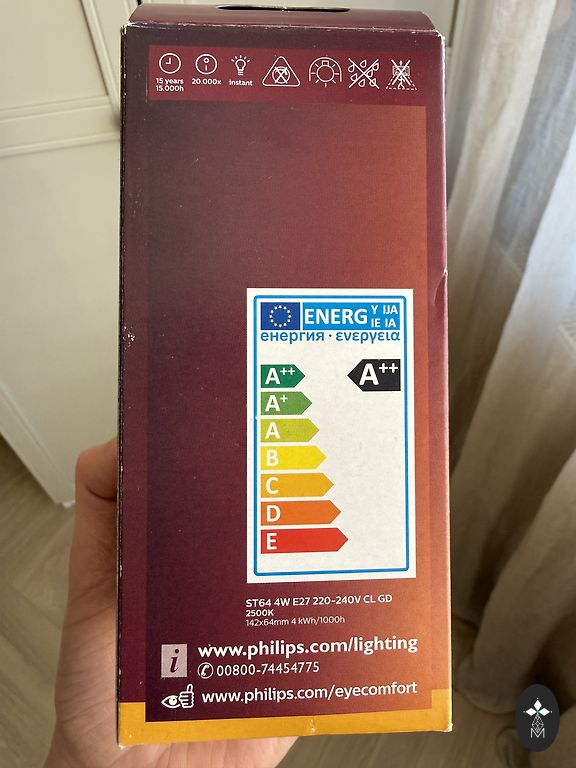 15 years
15.000h
20.000x
instant
ENERG Y IJA
IE IA
енергия · ενεργεια
A++
A++
A+
A
B
C
D
E
ST64 4W E27 220-240V CL GD
2500K
142x64mm 4 kWh/1000h
i
www.philips.com/lighting
00800-74454775
www.philips.com/eyecomfort
M